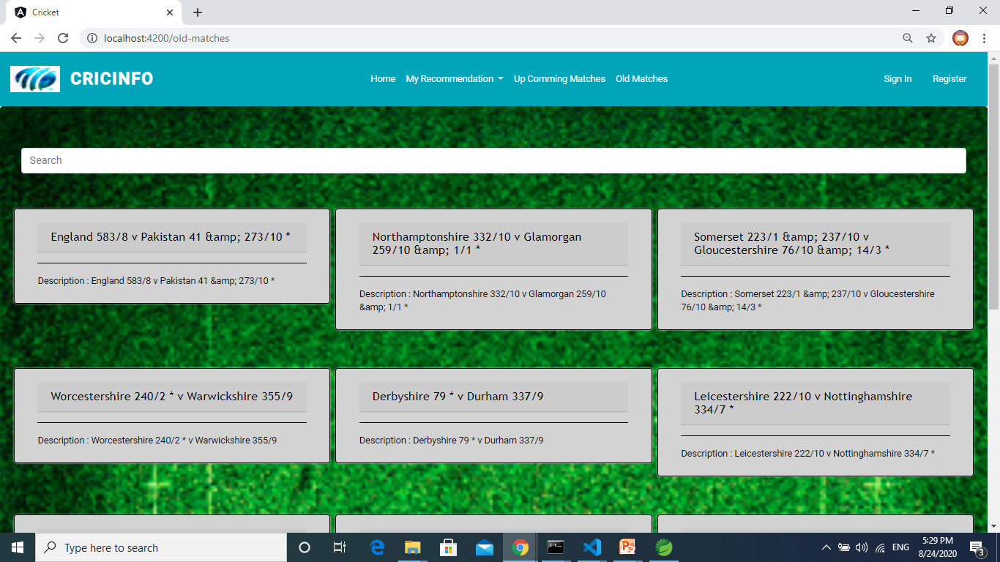 Cricket
localhost:4200/old-matches
CRICINFO
Home
My Recommendation
Up Comming Matches
Old Matches
Sign In
Register
Search
England 583/8 v Pakistan 41 &amp; 273/10 *
Description : England 583/8 v Pakistan 41 &amp; 273/10 *
Northamptonshire 332/10 v Glamorgan
259/10 &amp; 1/1 *
Description : Northamptonshire 332/10 v Glamorgan 259/10
&amp; 1/1 *
Somerset 223/1 &amp; 237/10 v
Gloucestershire 76/10 &amp; 14/3 *
Description : Somerset 223/1 &amp; 237/10 v Gloucestershire
76/10 &amp; 14/3 *
Worcestershire 240/2 * v Warwickshire 355/9
Description : Worcestershire 240/2 * v Warwickshire 355/9
Derbyshire 79 * v Durham 337/9
Description : Derbyshire 79 * v Durham 337/9
Leicestershire 222/10 v Nottinghamshire
334/7 *
Description : Leicestershire 222/10 v Nottinghamshire 334/7 *
Type here to search
ENG
5:29 PM
8/24/2020
3